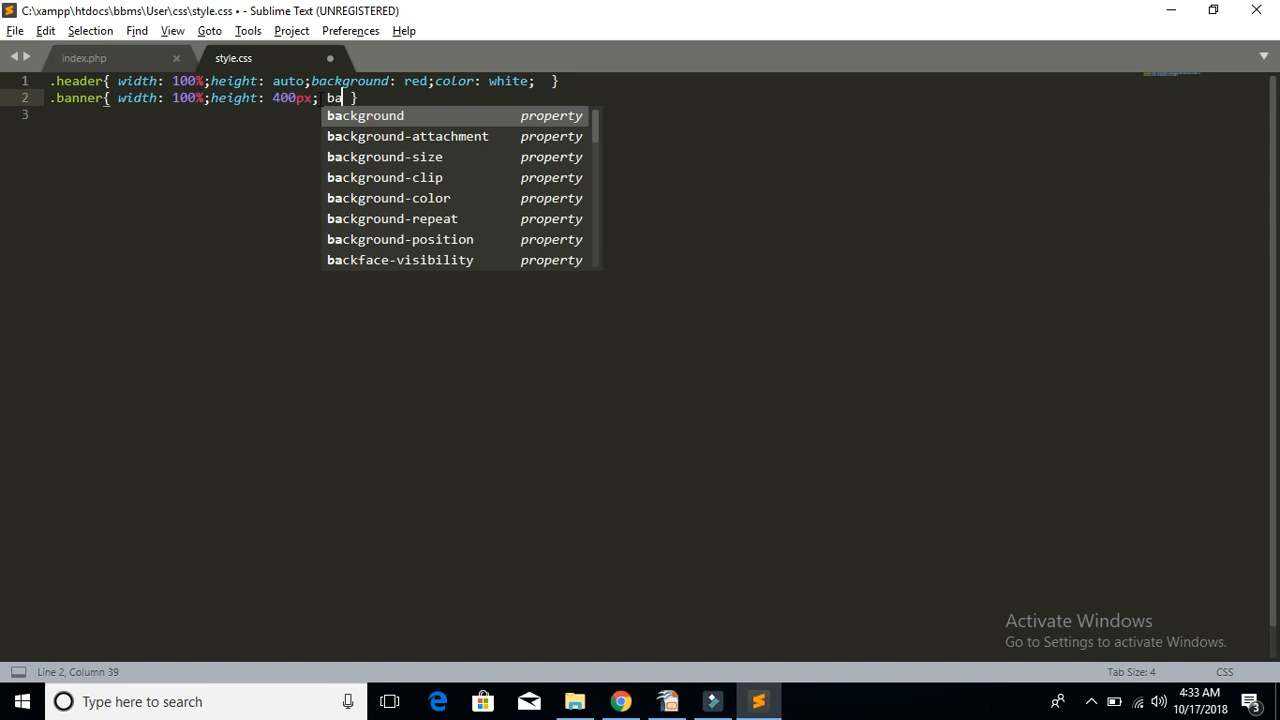 C:\xampp\htdocs\bbms\User\css\style.css • - Sublime Text (UNREGISTERED)
File Edit Selection Find View Goto Tools Project Preferences Help
index.php × style.css
1 .header{ width: 100%;height: auto;background: red;color: white;  }
2 .banner{ width: 100%;height: 400px; ba }
3
background property
background-attachment property
background-size property
background-clip property
background-color property
background-repeat property
background-position property
backface-visibility property
Activate Windows
Go to Settings to activate Windows.
Line 2, Column 39 Tab Size: 4 CSS
Type here to search
4:33 AM
10/17/2018
3